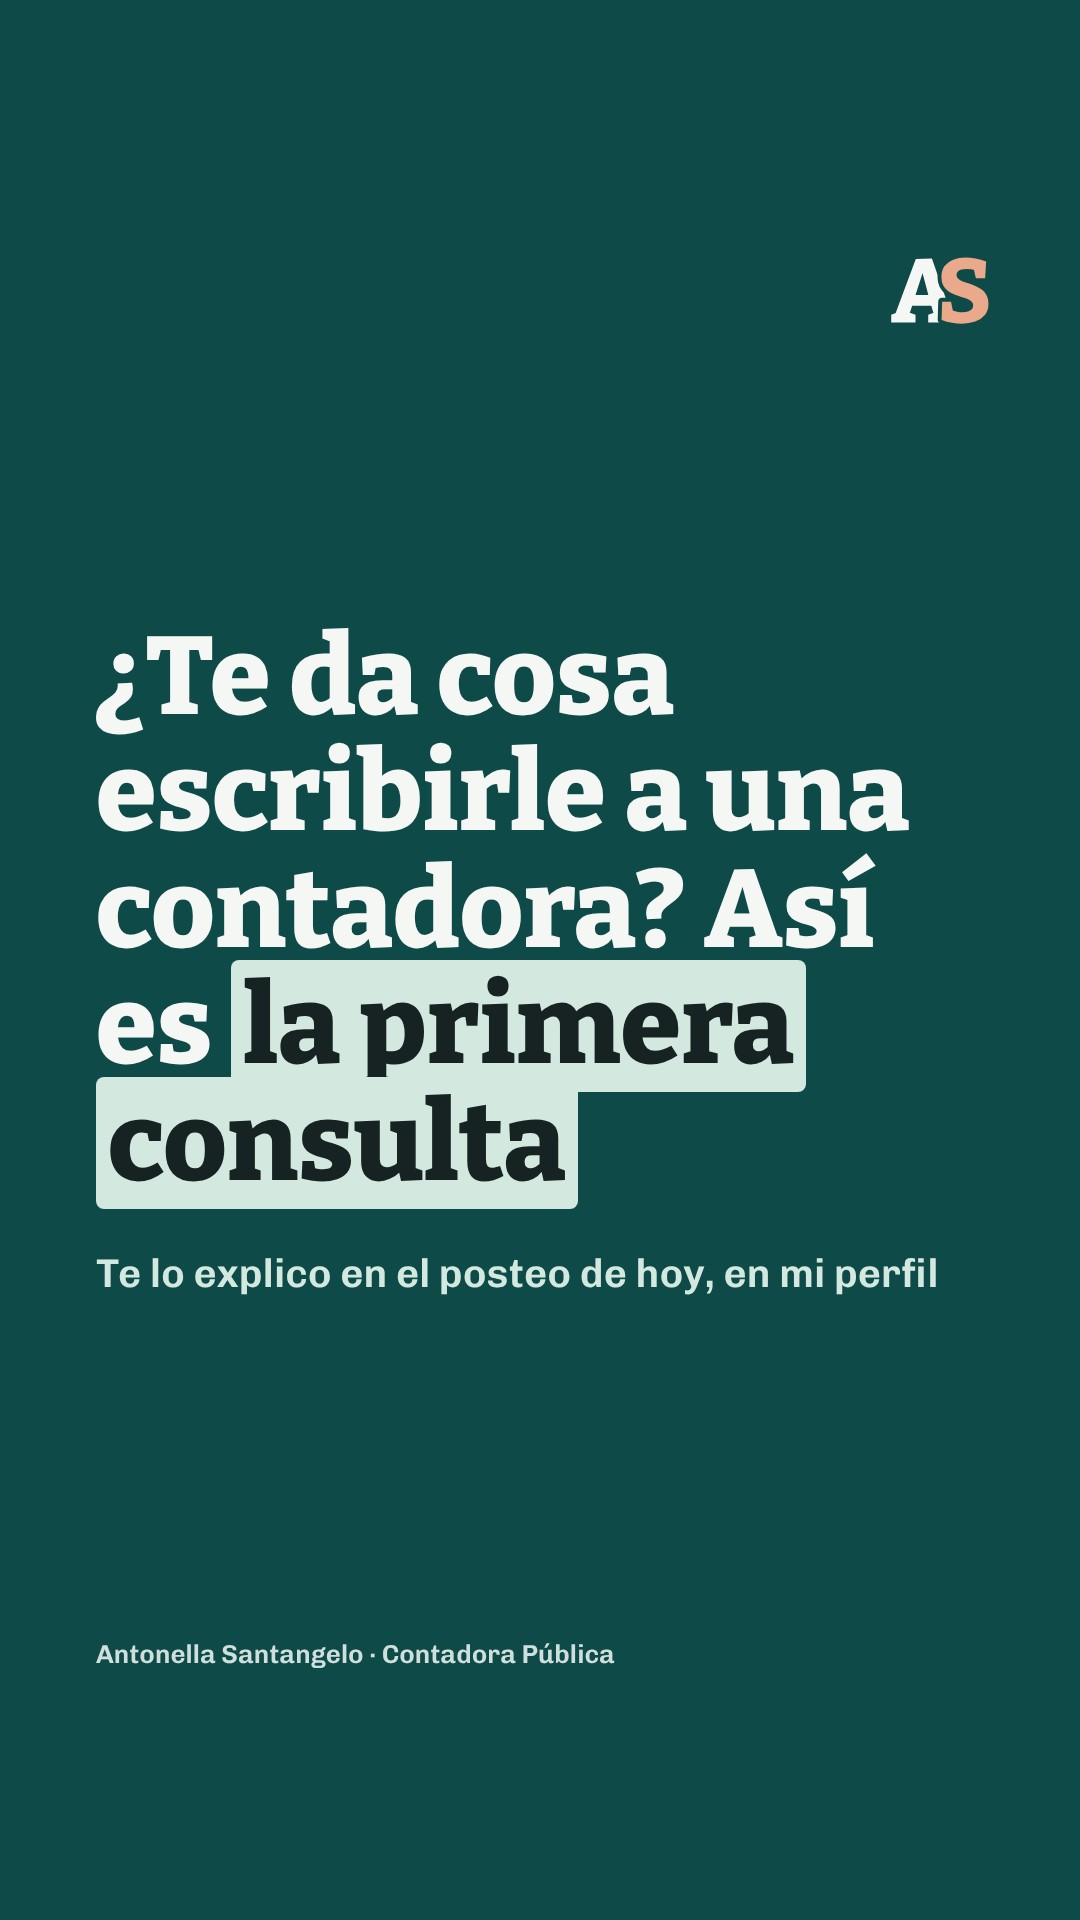 AS
¿Te da cosa
escribirle a una
contadora? Así
es la primera
consulta
Te lo explico en el posteo de hoy, en mi perfil
Antonella Santangelo · Contadora Pública